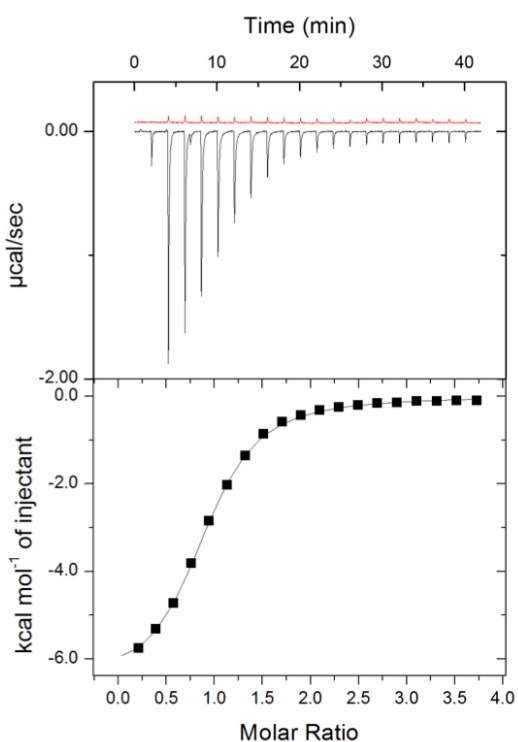 Time (min)
0 10 20 30 40
0.00
µcal/sec
-2.00
0.0
-2.0
kcal mol⁻¹ of injectant
-4.0
-6.0
0.0 0.5 1.0 1.5 2.0 2.5 3.0 3.5 4.0
Molar Ratio